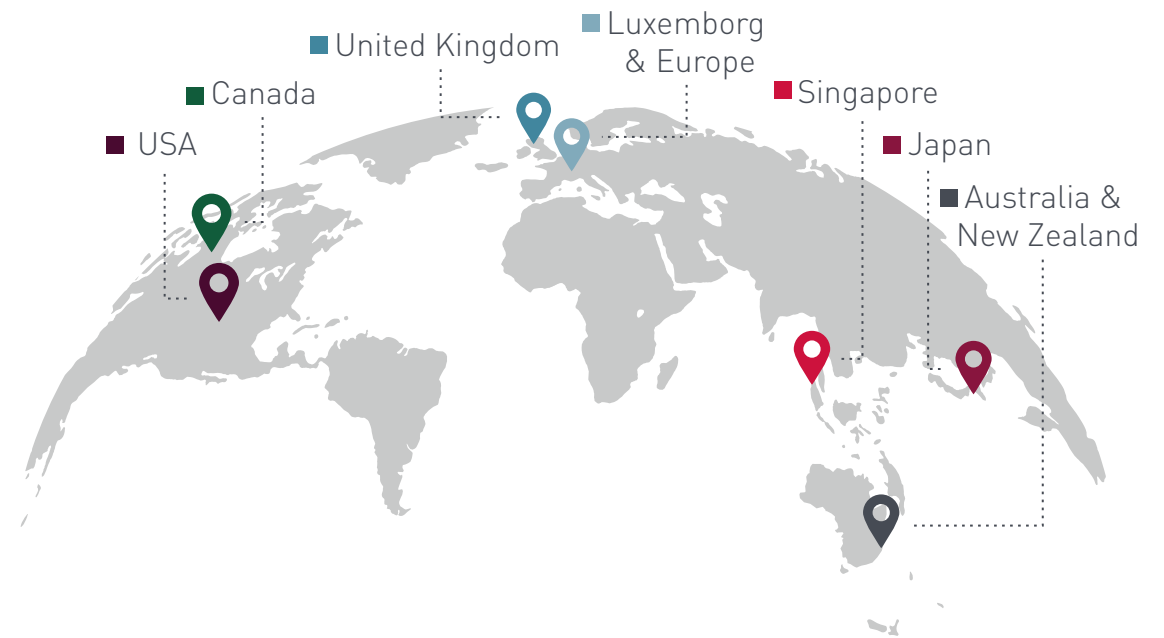 Luxemborg
& Europe
United Kingdom
Canada
Singapore
USA
Japan
Australia &
New Zealand